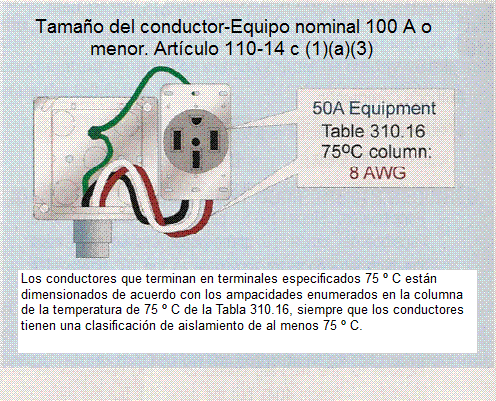 Tamaño del conductor-Equipo nominal 100 A o
menor. Artículo 110-14 c (1)(a)(3)
50A Equipment
Table 310.16
75ºC column:
8 AWG
Los conductores que terminan en terminales especificados 75 º C están
dimensionados de acuerdo con los ampacidades enumerados en la columna
de la temperatura de 75 º C de la Tabla 310.16, siempre que los conductores
tienen una clasificación de aislamiento de al menos 75 º C.